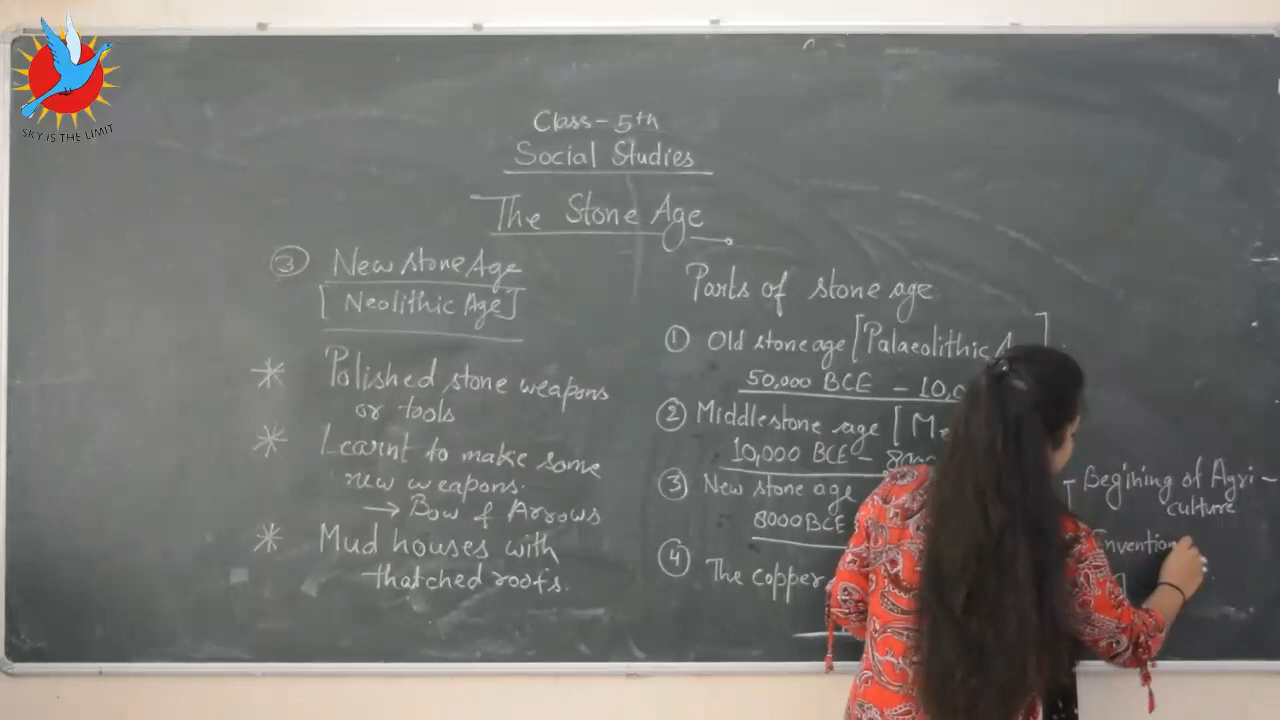 SKY IS THE LIMIT
Class - 5th
Social Studies
The Stone Age
③ New stone Age
[Neolithic Age]
* Polished stone weapons
or tools
* Learnt to make some
new weapons.
→ Bow & Arrows
* Mud houses with
thatched roofs.
Parts of stone age
① Old stone age [Palaeolithic A
50,000 BCE - 10,0
② Middle stone age [Me
10,000 BCE - 8000
③ New stone age
8000 BCE
④ The copper
Begining of Agri-
culture
Invention